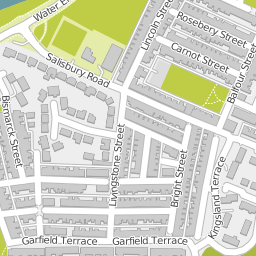 Water E
Lincoln Stree
Rosebery Street
Carnot Street
Salisbury Road
Balfour Street
Bismarck Street
Livingstone Street
Bright Street
Kingsland Terrace
Garfield Terrace
Garfield Terrace